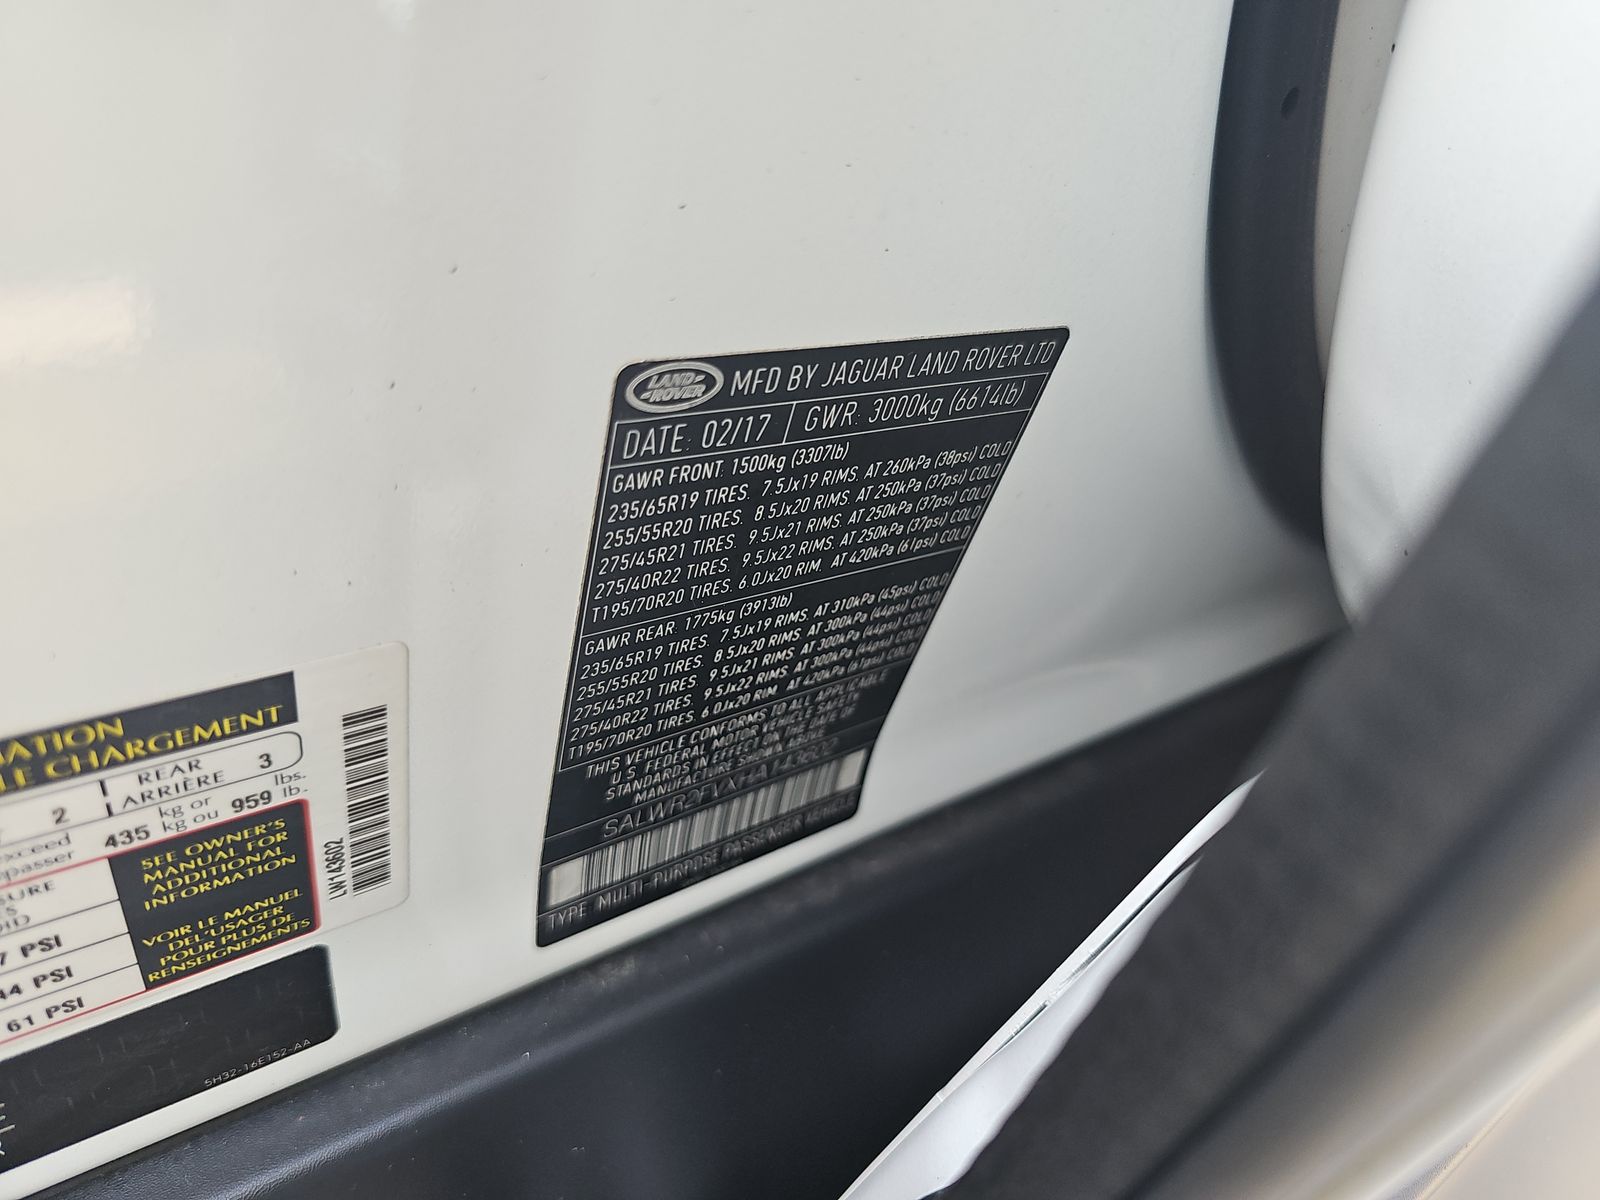 LAND-
-ROVER
MFD BY JAGUAR LAND ROVER LTD
DATE: 02/17 GWR: 3000kg (6614lb)
GAWR FRONT: 1500kg (3307lb)
235/65R19 TIRES. 7.5Jx19 RIMS. AT 260kPa (38psi) COLD
255/55R20 TIRES. 8.5Jx20 RIMS. AT 250kPa (37psi) COLD
275/45R21 TIRES. 9.5Jx21 RIMS. AT 250kPa (37psi) COLD
275/40R22 TIRES. 9.5Jx22 RIMS. AT 250kPa (37psi) COLD
T195/70R20 TIRES. 6.0Jx20 RIM. AT 420kPa (61psi) COLD
GAWR REAR: 1775kg (3913lb)
235/65R19 TIRES. 7.5Jx19 RIMS. AT 310kPa (45psi) COLD
255/55R20 TIRES. 8.5Jx20 RIMS. AT 300kPa (44psi) COLD
275/45R21 TIRES. 9.5Jx21 RIMS. AT 300kPa (44psi) COLD
275/40R22 TIRES. 9.5Jx22 RIMS. AT 300kPa (44psi) COLD
T195/70R20 TIRES. 6.0Jx20 RIM. AT 420kPa (61psi) COLD
THIS VEHICLE CONFORMS TO ALL APPLICABLE
U.S. FEDERAL MOTOR VEHICLE SAFETY
STANDARDS IN EFFECT ON THE DATE OF
MANUFACTURE SHOWN ABOVE
SALWR2FVXHA143602
TYPE: MULTI-PURPOSE PASSENGER VEHICLE
MATION
LE CHARGEMENT
2 REAR 3
ARRIÈRE
exceed 435 kg or 959 lbs.
passer kg ou lb.
SURE
7 PSI
44 PSI
61 PSI
SEE OWNER'S
MANUAL FOR
ADDITIONAL
INFORMATION
VOIR LE MANUEL
DEL'USAGER
POUR PLUS DE
RENSEIGNEMENTS
LW143602
5H32-16E152-AA